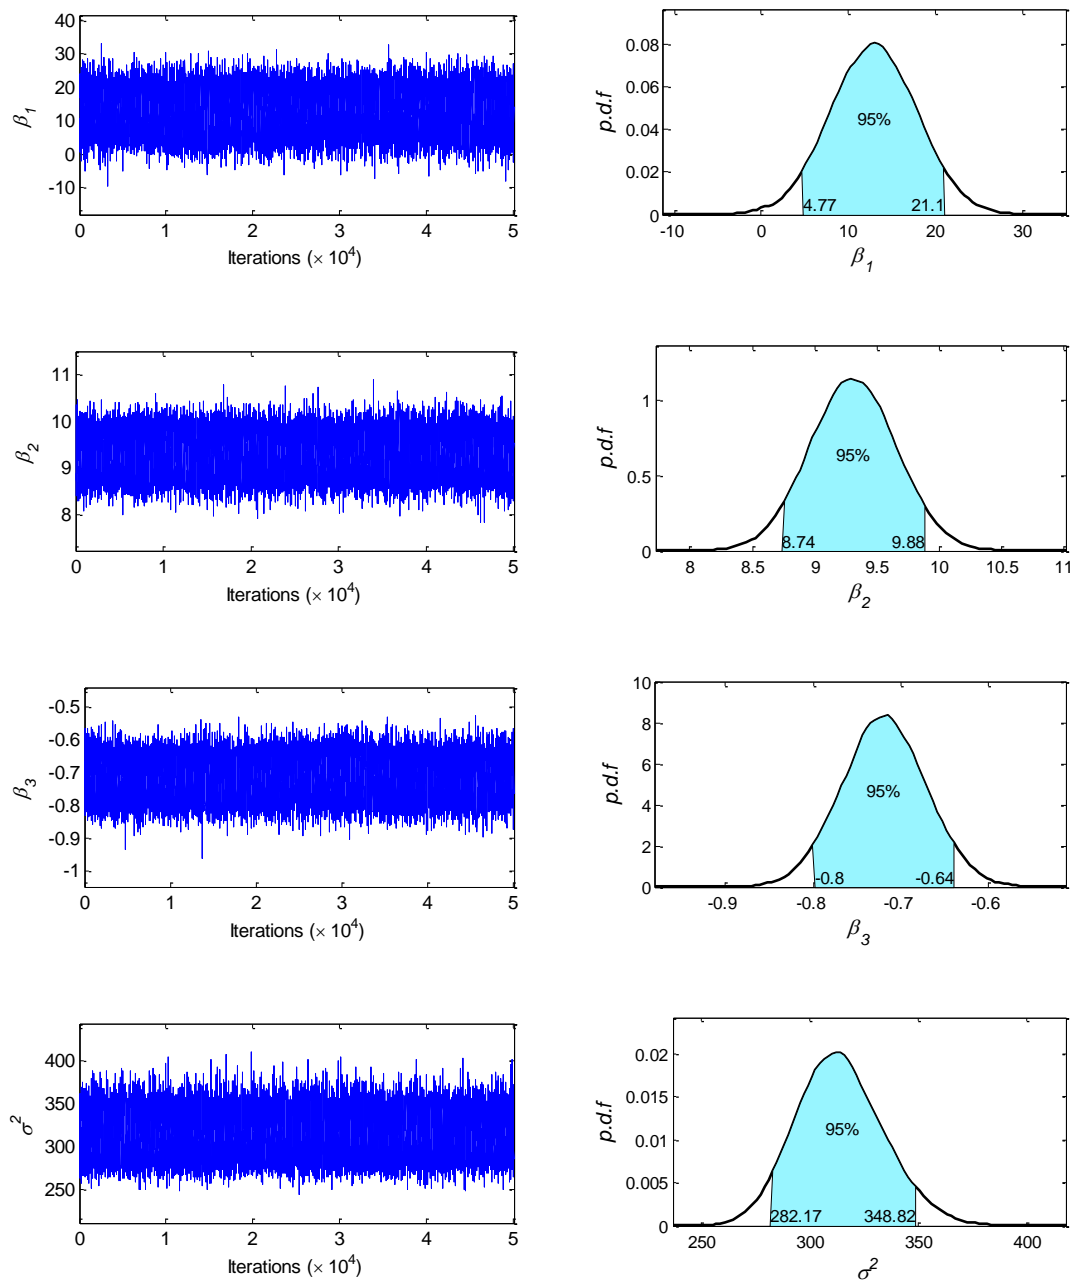 40
30
20
10
0
-10
β1
0 1 2 3 4 5
Iterations (× 10^4)
0.08
0.06
0.04
0.02
0
p.d.f
95%
4.77 21.1
-10 0 10 20 30
β1
11
10
9
8
β2
0 1 2 3 4 5
Iterations (× 10^4)
1
0.5
0
p.d.f
95%
8.74 9.88
8 8.5 9 9.5 10 10.5 11
β2
-0.5
-0.6
-0.7
-0.8
-0.9
-1
β3
0 1 2 3 4 5
Iterations (× 10^4)
10
8
6
4
2
0
p.d.f
95%
-0.8 -0.64
-0.9 -0.8 -0.7 -0.6
β3
400
350
300
250
σ^2
0 1 2 3 4 5
Iterations (× 10^4)
0.02
0.015
0.01
0.005
0
p.d.f
95%
282.17 348.82
250 300 350 400
σ^2